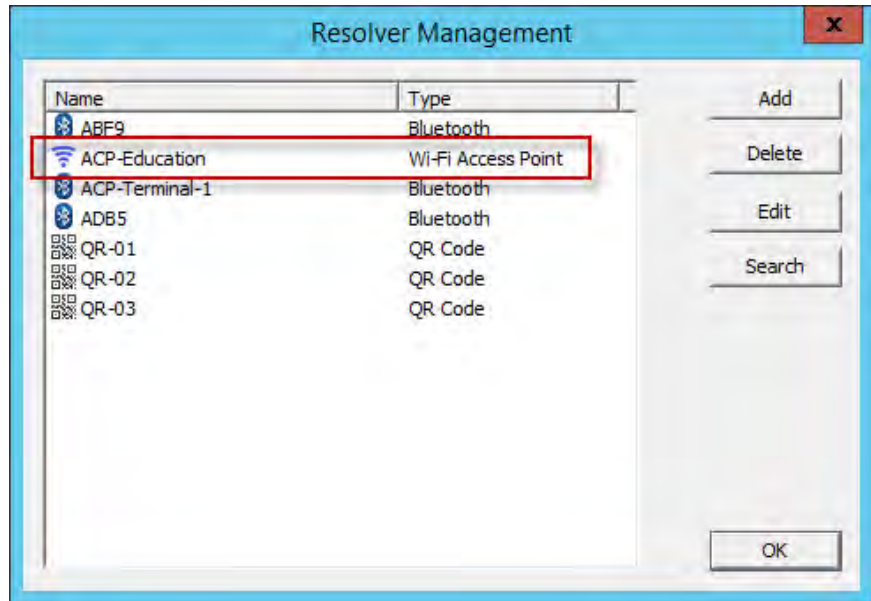 Resolver Management
x
Name Type Add
ABF9 Bluetooth
ACP-Education Wi-Fi Access Point Delete
ACP-Terminal-1 Bluetooth
ADB5 Bluetooth Edit
QR-01 QR Code
QR-02 QR Code Search
QR-03 QR Code
OK